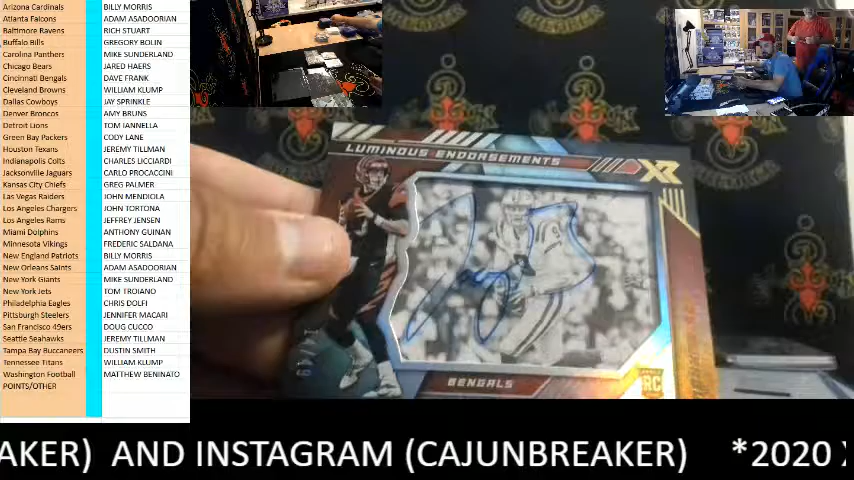 Arizona Cardinals BILLY MORRIS
Atlanta Falcons ADAM ASADOORIAN
Baltimore Ravens RICH STUART
Buffalo Bills GREGORY BOLIN
Carolina Panthers MIKE SUNDERLAND
Chicago Bears JARED HAERS
Cincinnati Bengals DAVE FRANK
Cleveland Browns WILLIAM KLUMP
Dallas Cowboys JAY SPRINKLE
Denver Broncos AMY BRUNS
Detroit Lions TOM IANNELLA
Green Bay Packers CODY LANE
Houston Texans JEREMY TILLMAN
Indianapolis Colts CHARLES LICCIARDI
Jacksonville Jaguars CARLO PROCACCINI
Kansas City Chiefs GREG PALMER
Las Vegas Raiders JOHN MENDIOLA
Los Angeles Chargers JOHN TORTONA
Los Angeles Rams JEFFREY JENSEN
Miami Dolphins ANTHONY GUINAN
Minnesota Vikings FREDERIC SALDANA
New England Patriots BILLY MORRIS
New Orleans Saints ADAM ASADOORIAN
New York Giants MIKE SUNDERLAND
New York Jets TOM TROIANO
Philadelphia Eagles CHRIS DOLFI
Pittsburgh Steelers JENNIFER MACARI
San Francisco 49ers DOUG CUCCO
Seattle Seahawks JEREMY TILLMAN
Tampa Bay Buccaneers DUSTIN SMITH
Tennessee Titans WILLIAM KLUMP
Washington Football MATTHEW BENINATO
POINTS/OTHER
LUMINOUS ENDORSEMENTS
XR
BENGALS
RC
AKER) AND INSTAGRAM (CAJUNBREAKER) *2020